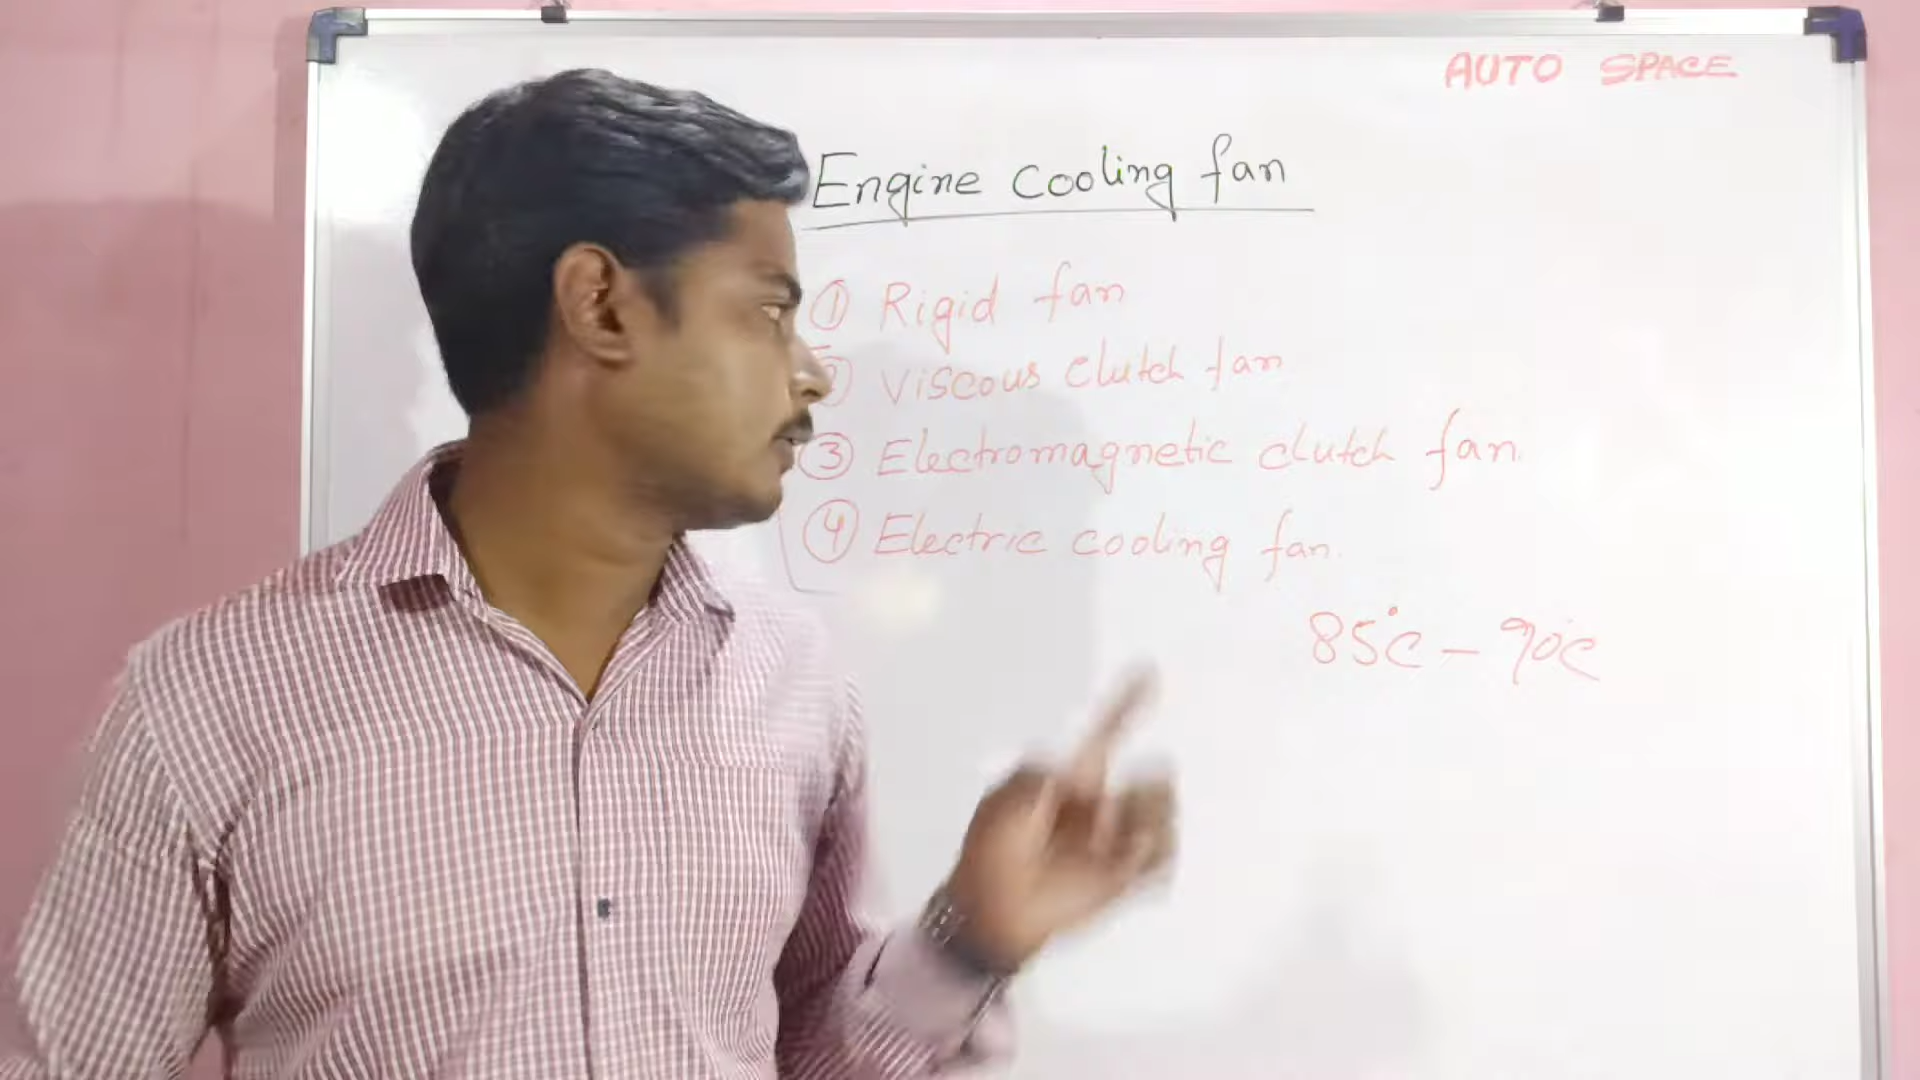 AUTO SPACE
Engine cooling fan
① Rigid fan
② Viscous clutch fan
③ Electromagnetic clutch fan.
④ Electric cooling fan.
85°C - 90°C